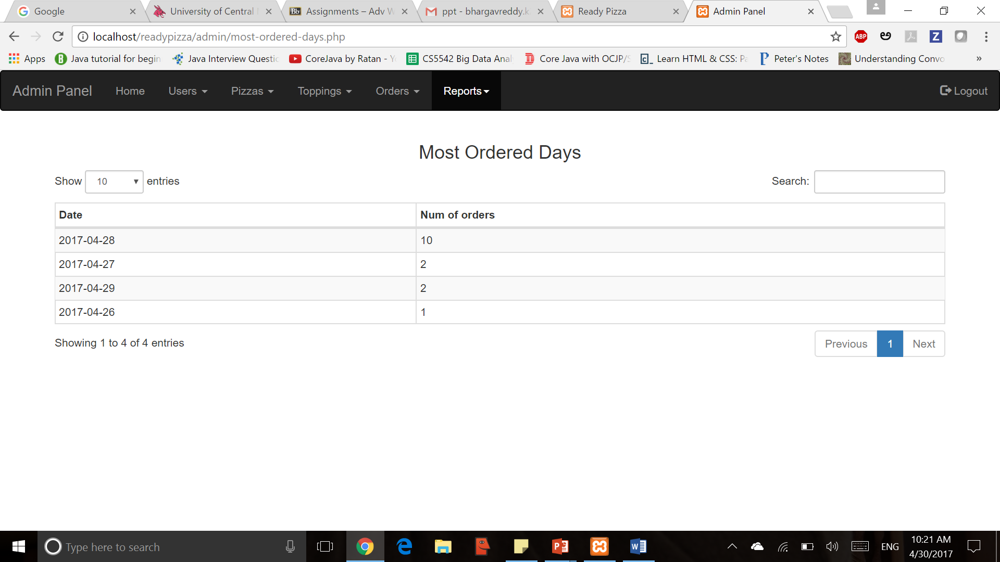 Google
University of Central
Assignments – Adv W
ppt - bhargavreddy.k
Ready Pizza
Admin Panel
localhost/readypizza/admin/most-ordered-days.php
ABP
Z
Apps
Java tutorial for begin
Java Interview Questi
CoreJava by Ratan - Y
CS5542 Big Data Anal
Core Java with OCJP/S
Learn HTML & CSS: Pa
Peter's Notes
Understanding Convo
»
Admin Panel
Home
Users
Pizzas
Toppings
Orders
Reports
Logout
Most Ordered Days
Show 10 entries
Search:
Date Num of orders
2017-04-28 10
2017-04-27 2
2017-04-29 2
2017-04-26 1
Showing 1 to 4 of 4 entries
Previous 1 Next
Type here to search
ENG
10:21 AM
4/30/2017